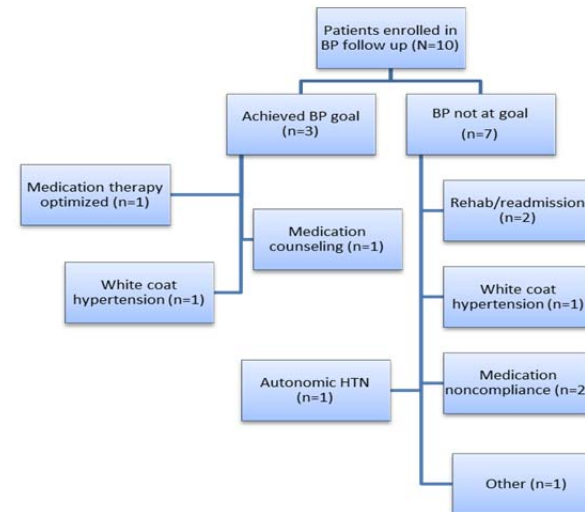 Patients enrolled in
BP follow up (N=10)
Achieved BP goal
(n=3)
BP not at goal
(n=7)
Medication therapy
optimized (n=1)
Medication
counseling (n=1)
White coat
hypertension (n=1)
Rehab/readmission
(n=2)
White coat
hypertension (n=1)
Autonomic HTN
(n=1)
Medication
noncompliance (n=2
Other (n=1)